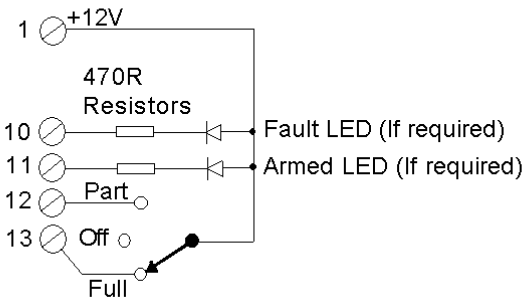 1 +12V
470R
Resistors
10 Fault LED (If required)
11 Armed LED (If required)
12 Part
13 Off
Full